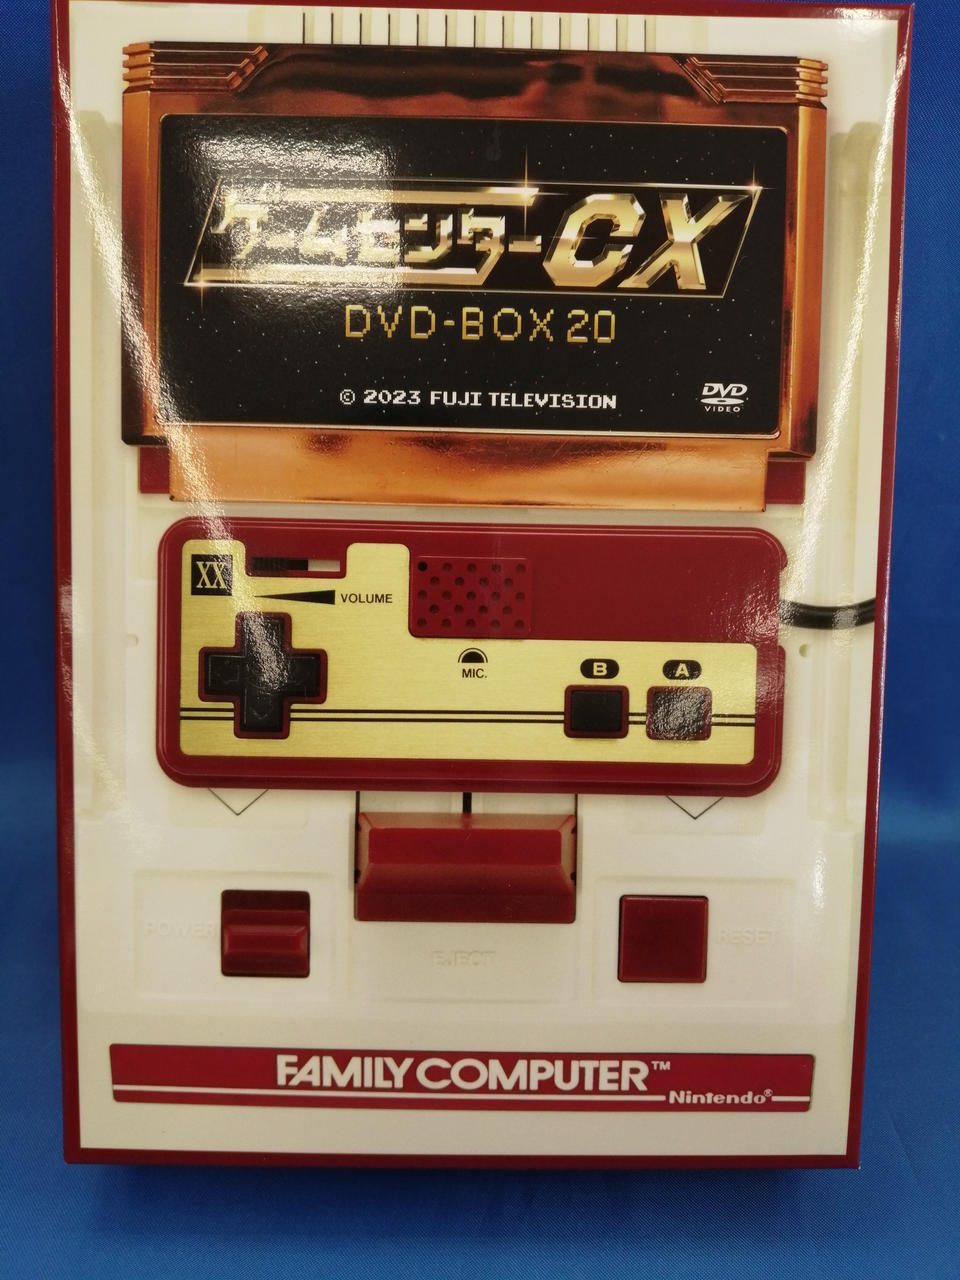 ゲームセンターCX
DVD-BOX 20
© 2023 FUJI TELEVISION
DVD
VIDEO
XX
VOLUME
MIC.
B
A
POWER
EJECT
RESET
FAMILY COMPUTER™
Nintendo®